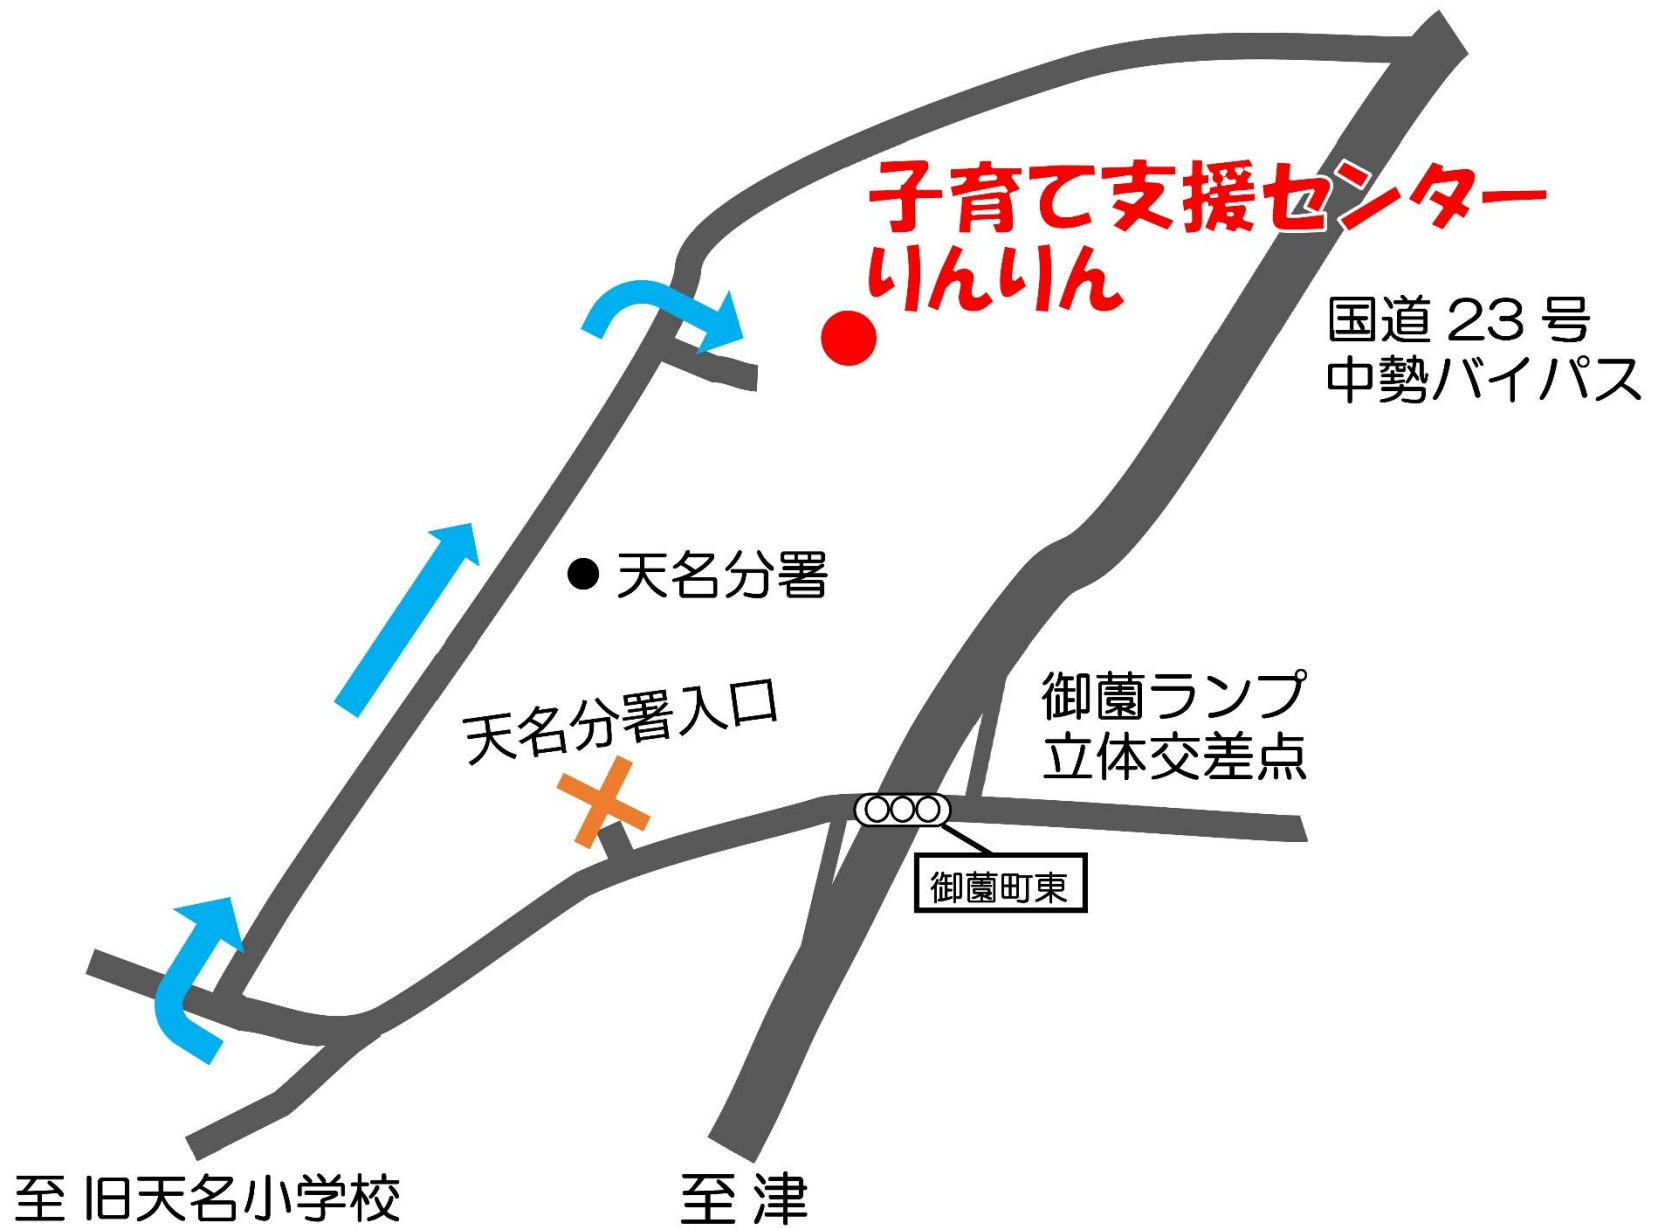 子育て支援センター
りんりん
国道23号
中勢バイパス
天名分署
天名分署入口
御薗ランプ
立体交差点
御薗町東
至 旧天名小学校
至 津